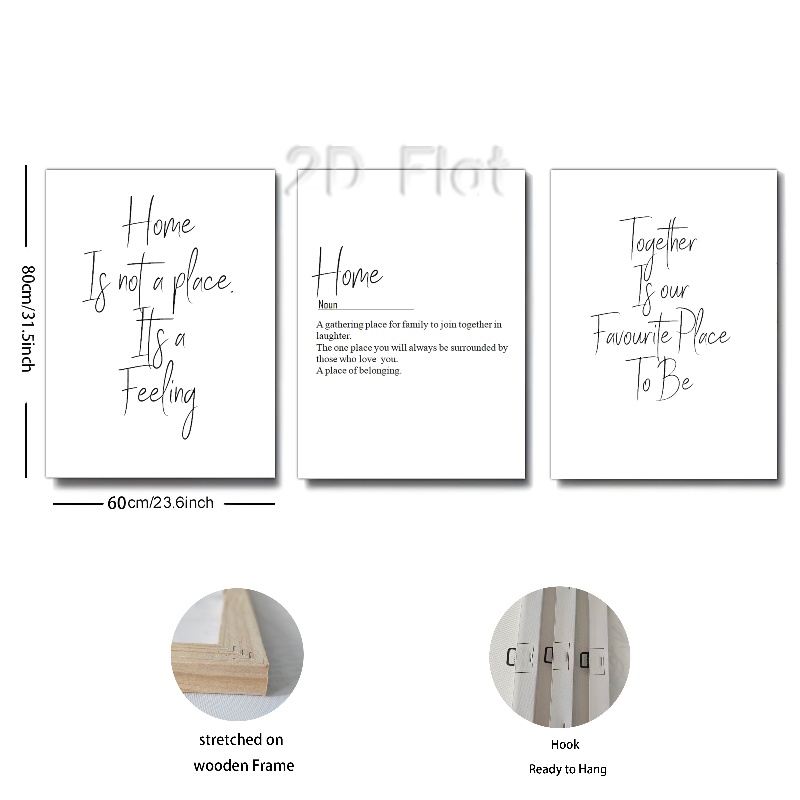 2D Flat
Home
Is not a place.
It's a
Feeling
Home
Noun
A gathering place for family to join together in
laughter.
The one place you will always be surrounded by
those who love you.
A place of belonging.
Together
Is our
Favourite Place
To Be
80cm/31.5inch
60cm/23.6inch
stretched on
wooden Frame
Hook
Ready to Hang